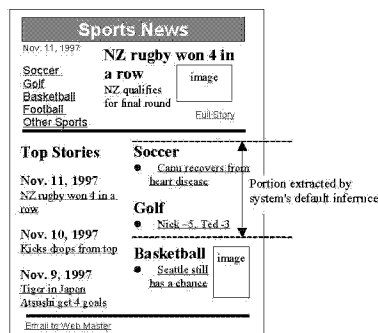 Sports News
Nov. 11, 1997
NZ rugby won 4 in
a row
NZ qualifies
for final round
image
Full Story
Soccer
Golf
Basketball
Football
Other Sports
Top Stories
Nov. 11, 1997
NZ rugby won 4 in a
row
Nov. 10, 1997
Kicks drops from top
Nov. 9, 1997
Tiger in Japan
Atsushi get 4 goals
Soccer
recovers from
heart disease
Golf
Nick -5, Ted -3
Basketball
Seattle still
has a chance
image
Portion extracted by
system's default inference
Email to Web Master